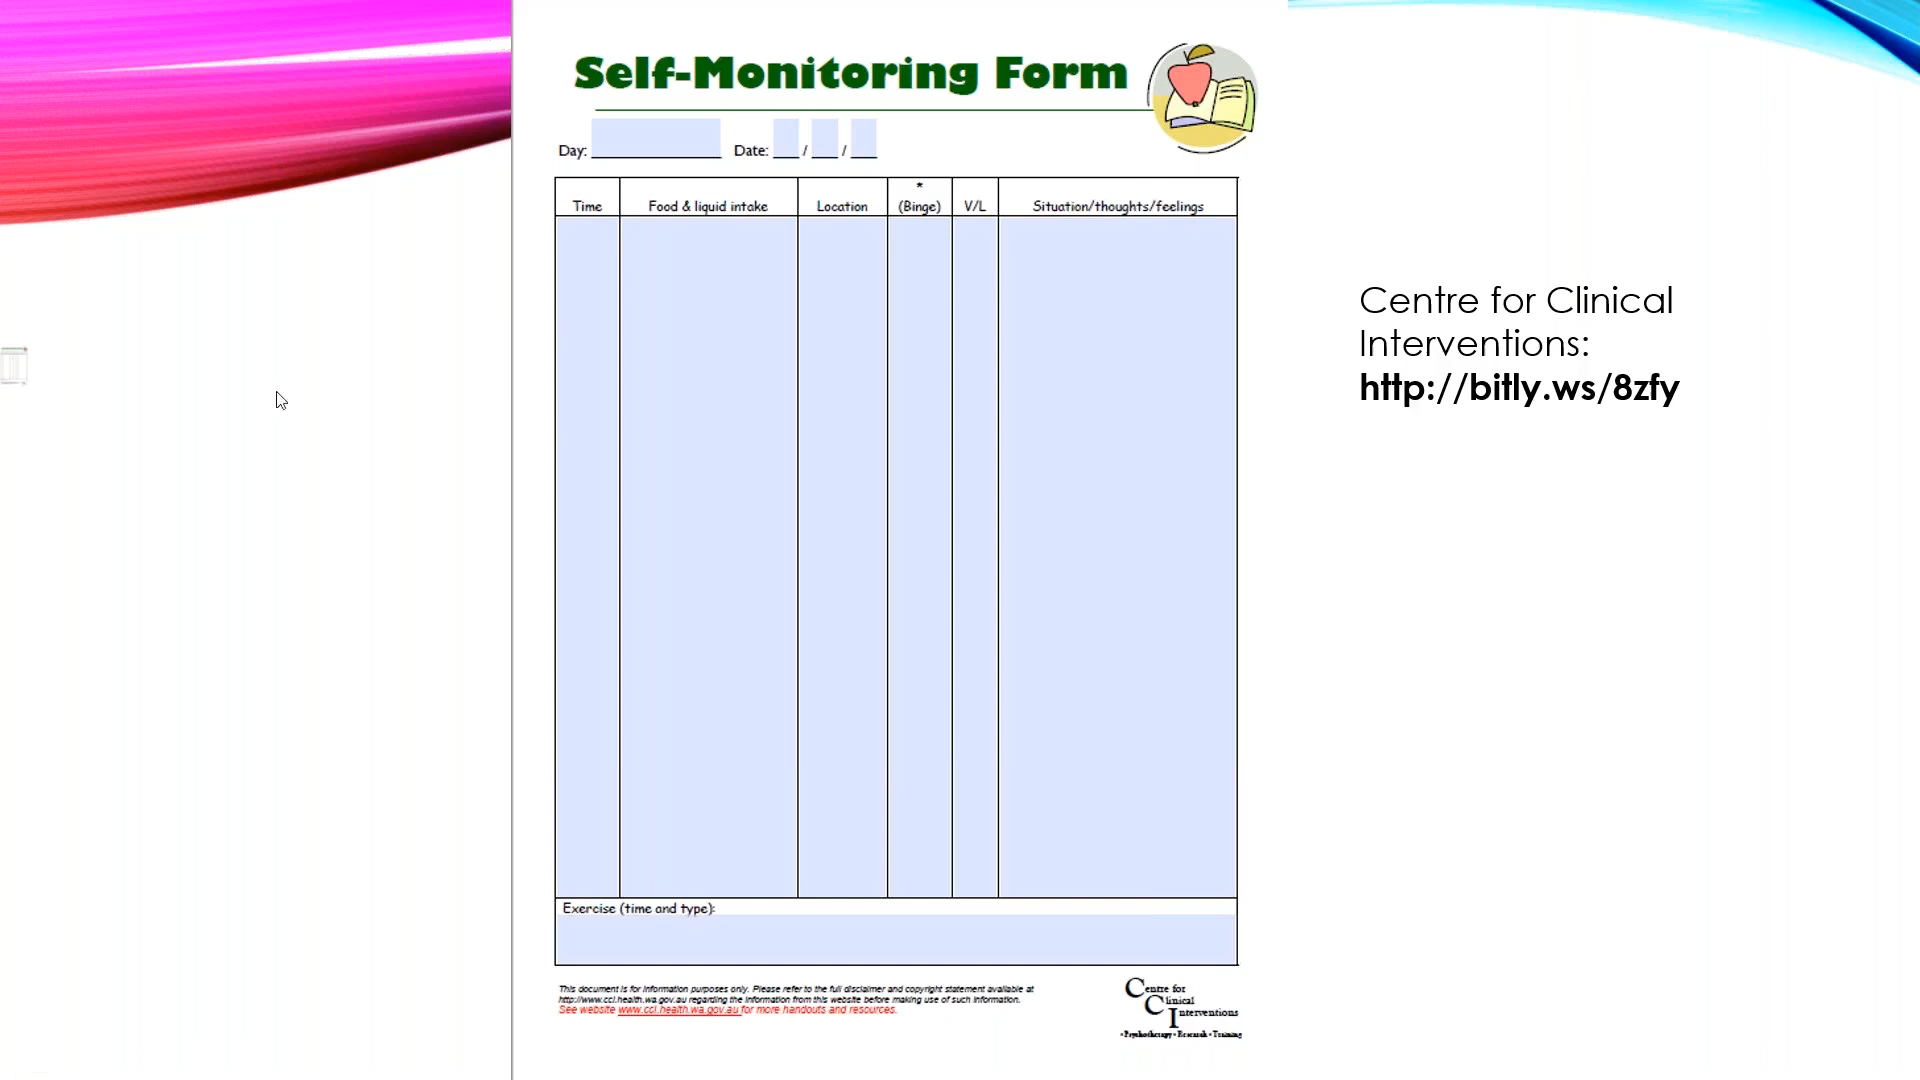 Self-Monitoring Form
Day: Date: / /
Time Food & liquid intake Location * (Binge) V/L Situation/thoughts/feelings
Exercise (time and type):
This document is for information purposes only. Please refer to the full disclaimer and copyright statement available at
http://www.cci.health.wa.gov.au regarding the information from this website before making use of such information.
See website www.cci.health.wa.gov.au for more handouts and resources.
Centre for
Clinical
Interventions
• Psychotherapy • Research • Training
Centre for Clinical
Interventions:
http://bitly.ws/8zfy